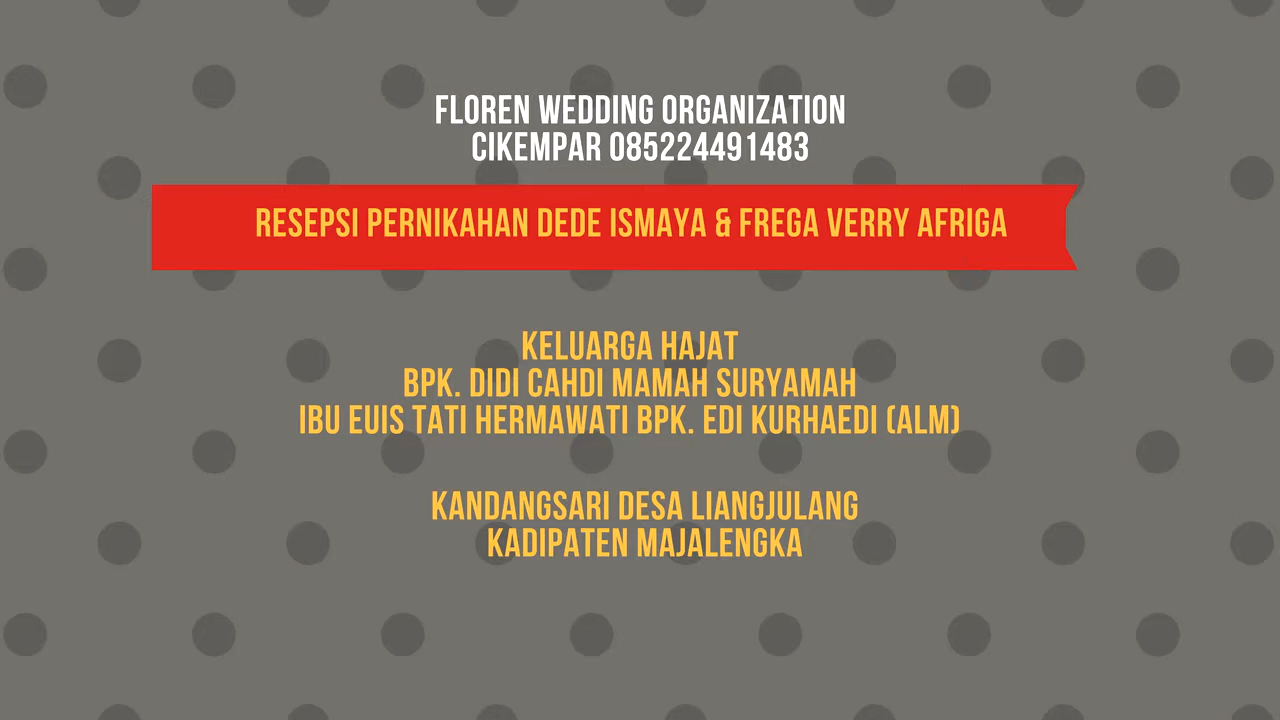 FLOREN WEDDING ORGANIZATION
CIKEMPAR 085224491483
RESEPSI PERNIKAHAN DEDE ISMAYA & FREGA VERRY AFRIGA
KELUARGA HAJAT
BPK. DIDI CAHDI MAMAH SURYAMAH
IBU EUIS TATI HERMAWATI BPK. EDI KURHAEDI (ALM)
KANDANGSARI DESA LIANGJULANG
KADIPATEN MAJALENGKA